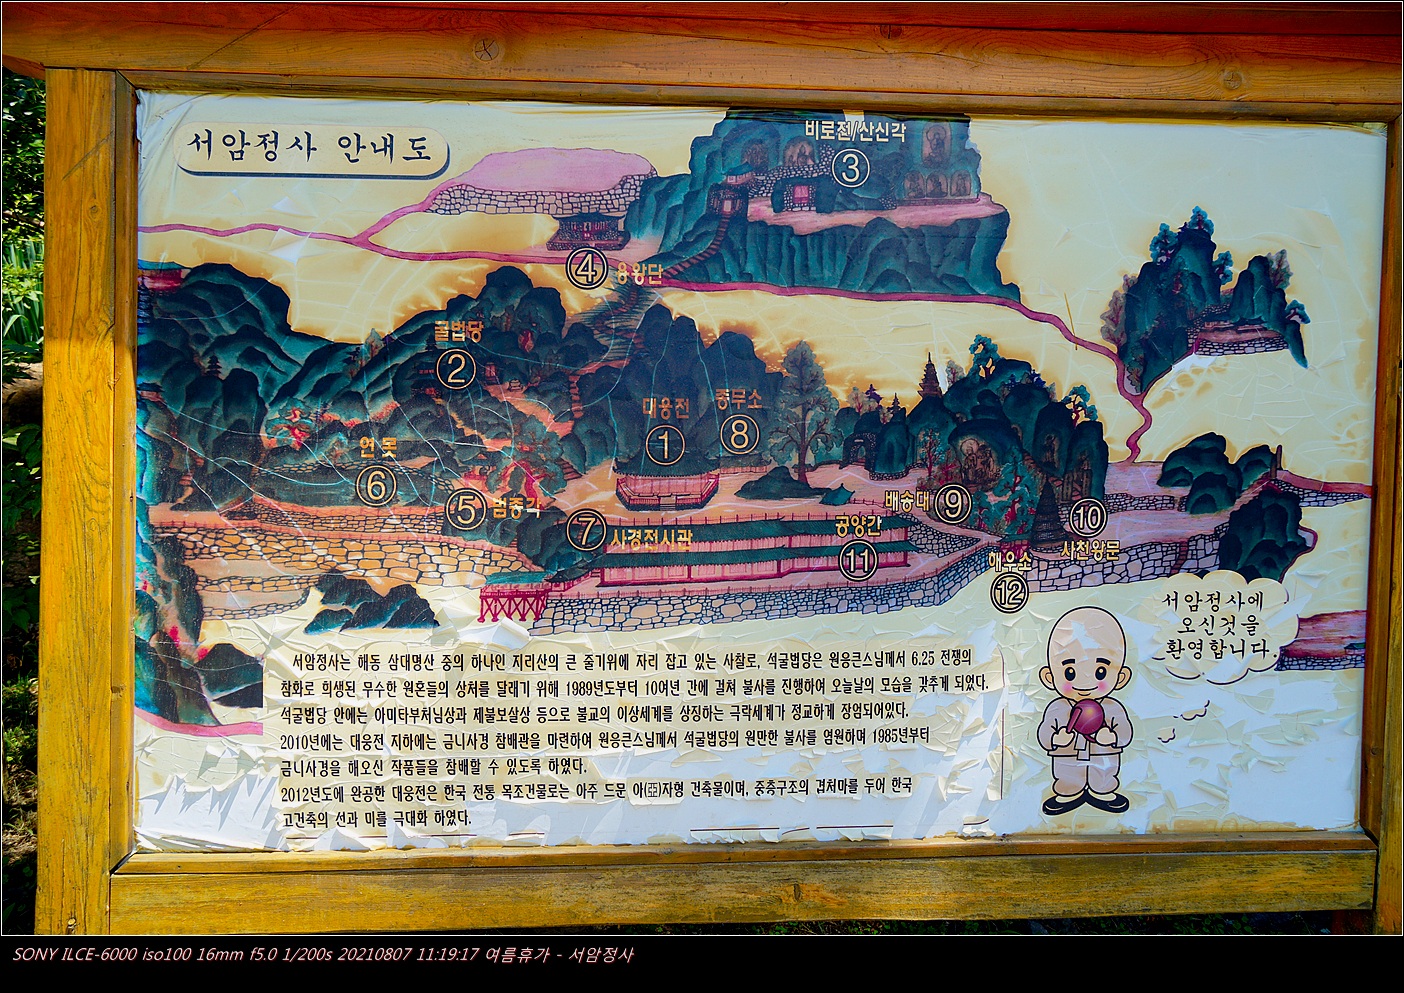 서암정사 안내도
비로전/산신각
③
④ 용왕단
굴법당
②
대웅전
①
종무소
⑧
연못
⑥
⑤ 범종각
⑦ 사경전시관
배송대 ⑨
⑩
사천왕문
공양간
⑪
해우소
⑫
서암정사에
오신것을
환영합니다.
서암정사는 해동 삼대명산 중의 하나인 지리산의 큰 줄기위에 자리 잡고 있는 사찰로, 석굴법당은 원응큰스님께서 6.25 전쟁의
참화로 희생된 무수한 원혼들의 상처를 달래기 위해 1989년도부터 10여년 간에 걸쳐 불사를 진행하여 오늘날의 모습을 갖추게 되었다.
석굴법당 안에는 아미타부처님상과 제불보살상 등으로 불교의 이상세계를 상징하는 극락세계가 정교하게 장엄되어있다.
2010년에는 대웅전 지하에는 금니사경 참배관을 마련하여 원응큰스님께서 석굴법당의 원만한 불사를 염원하며 1985년부터
금니사경을 해오신 작품들을 참배할 수 있도록 하였다.
2012년도에 완공한 대웅전은 한국 전통 목조건물로는 아주 드문 아(亞)자형 건축물이며, 중층구조의 겹처마를 두어 한국
고건축의 선과 미를 극대화 하였다.
SONY ILCE-6000 iso100 16mm f5.0 1/200s 20210807 11:19:17 여름휴가 - 서암정사